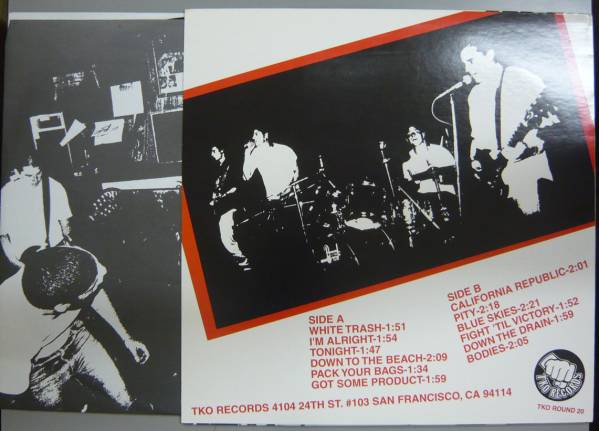 SIDE A
WHITE TRASH-1:51
I'M ALRIGHT-1:54
TONIGHT-1:47
DOWN TO THE BEACH-2:09
PACK YOUR BAGS-1:34
GOT SOME PRODUCT-1:59
SIDE B
CALIFORNIA REPUBLIC-2:01
PITY-2:18
BLUE SKIES-2:21
FIGHT 'TIL VICTORY-1:52
DOWN THE DRAIN-1:59
BODIES-2:05
TKO RECORDS 4104 24TH ST. #103 SAN FRANCISCO, CA 94114
TKO RECORDS
TKO ROUND 20